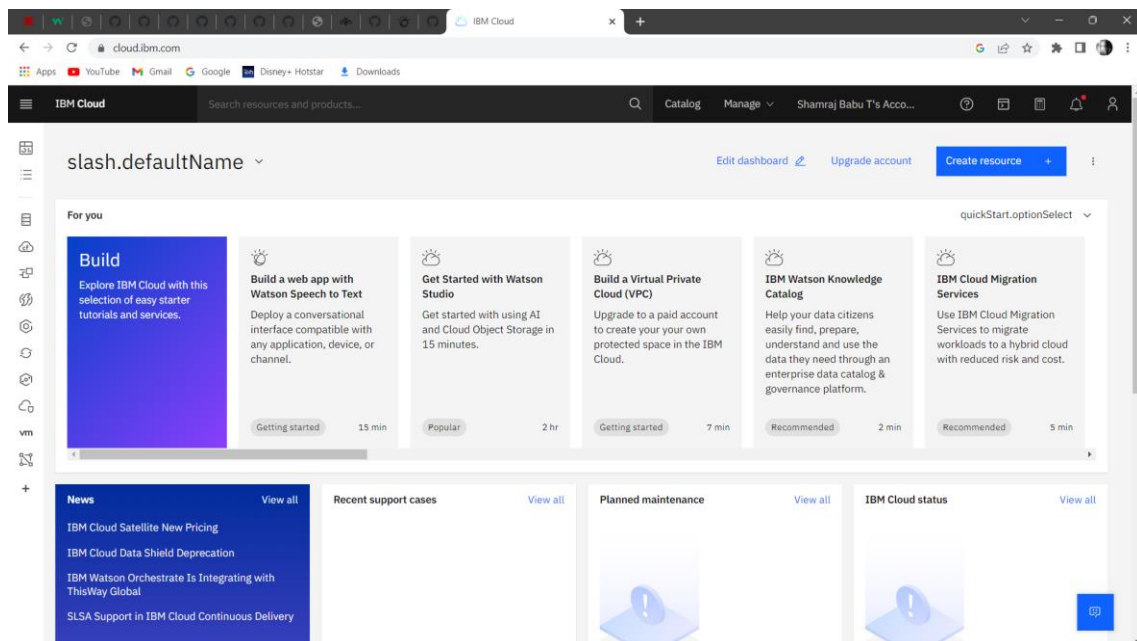 IBM Cloud
cloud.ibm.com
Apps YouTube Gmail Google Disney+ Hotstar Downloads
IBM Cloud Search resources and products... Catalog Manage Shamraj Babu T's Acco...
slash.defaultName Edit dashboard Upgrade account Create resource +
For you quickStart.optionSelect
Build
Explore IBM Cloud with this
selection of easy starter
tutorials and services.
Build a web app with
Watson Speech to Text
Deploy a conversational
interface compatible with
any application, device, or
channel.
Getting started 15 min
Get Started with Watson
Studio
Get started with using AI
and Cloud Object Storage in
15 minutes.
Popular 2 hr
Build a Virtual Private
Cloud (VPC)
Upgrade to a paid account
to create your your own
protected space in the IBM
Cloud.
Getting started 7 min
IBM Watson Knowledge
Catalog
Help your data citizens
easily find, prepare,
understand and use the
data they need through an
enterprise data catalog &
governance platform.
Recommended 2 min
IBM Cloud Migration
Services
Use IBM Cloud Migration
Services to migrate
workloads to a hybrid cloud
with reduced risk and cost.
Recommended 5 min
vm
News View all
IBM Cloud Satellite New Pricing
IBM Cloud Data Shield Deprecation
IBM Watson Orchestrate Is Integrating with
ThisWay Global
SLSA Support in IBM Cloud Continuous Delivery
Recent support cases View all
Planned maintenance View all
IBM Cloud status View all